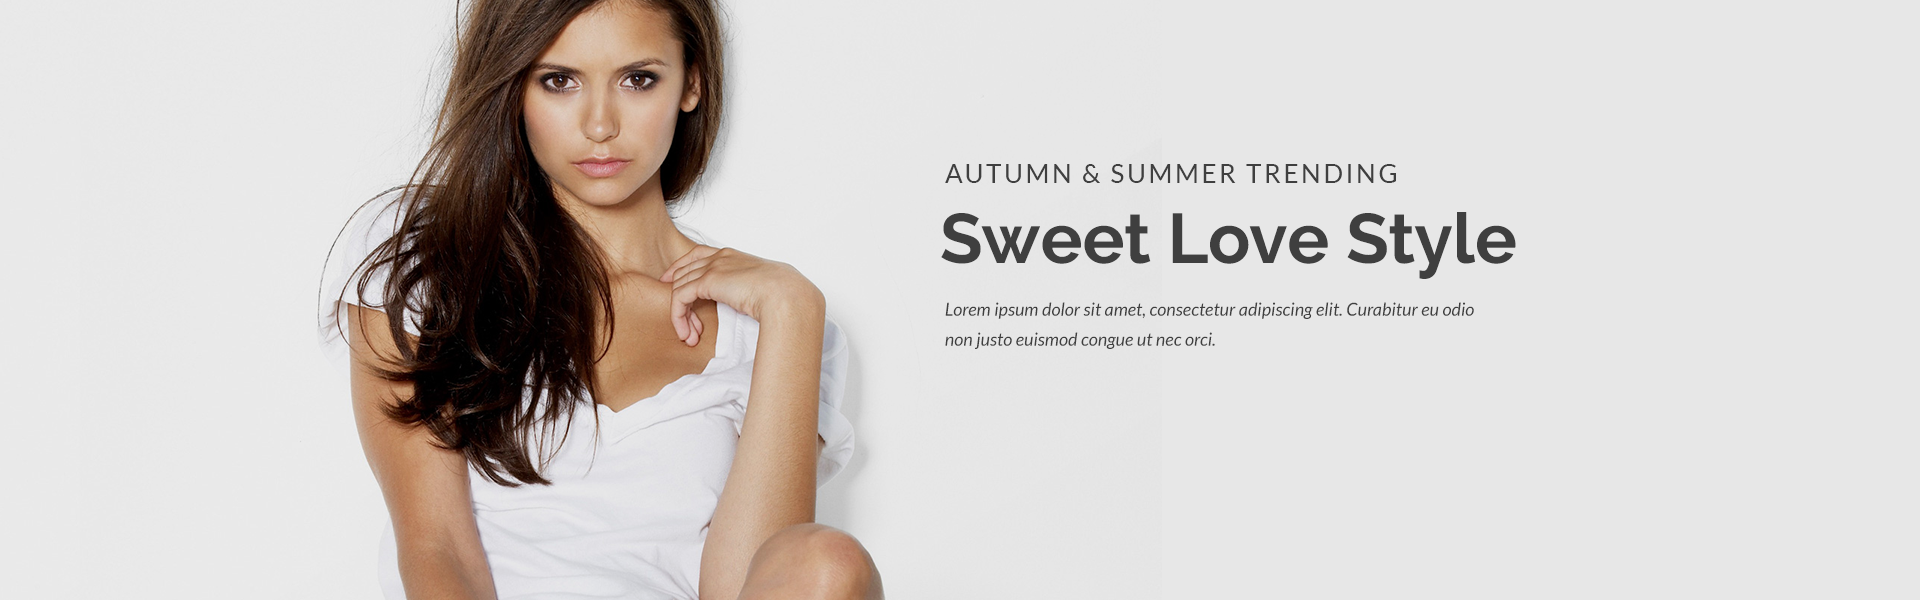 AUTUMN & SUMMER TRENDING
Sweet Love Style
Lorem ipsum dolor sit amet, consectetur adipiscing elit. Curabitur eu odio
non justo euismod congue ut nec orci.